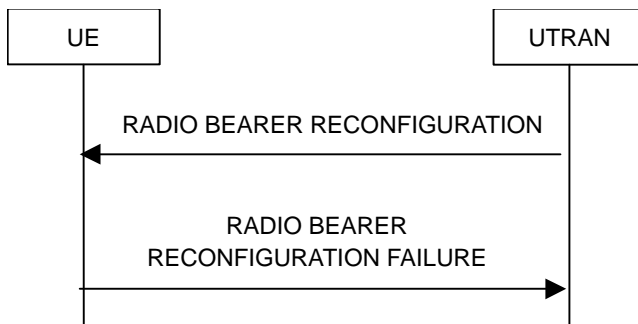 UE
UTRAN
RADIO BEARER RECONFIGURATION
RADIO BEARER
RECONFIGURATION FAILURE